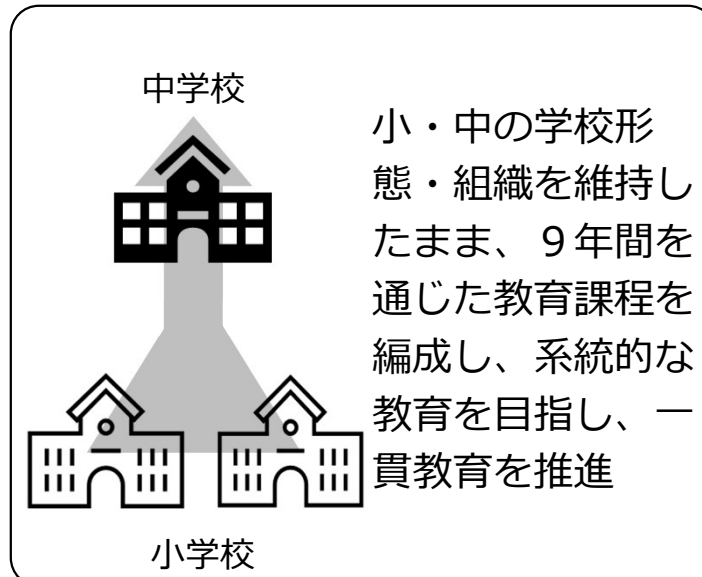 中学校
小・中の学校形
態・組織を維持し
たまま、９年間を
通じた教育課程を
編成し、系統的な
教育を目指し、一
貫教育を推進
小学校